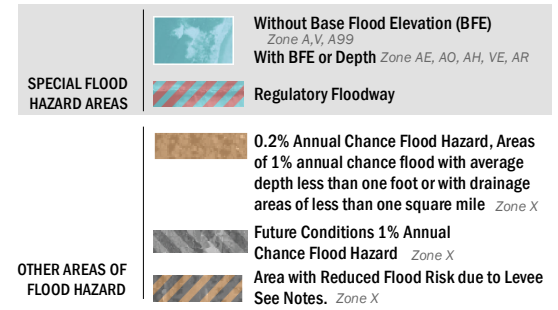 SPECIAL FLOOD
HAZARD AREAS
Without Base Flood Elevation (BFE)
Zone A,V, A99
With BFE or Depth Zone AE, AO, AH, VE, AR
Regulatory Floodway
OTHER AREAS OF
FLOOD HAZARD
0.2% Annual Chance Flood Hazard, Areas
of 1% annual chance flood with average
depth less than one foot or with drainage
areas of less than one square mile Zone X
Future Conditions 1% Annual
Chance Flood Hazard Zone X
Area with Reduced Flood Risk due to Levee
See Notes. Zone X